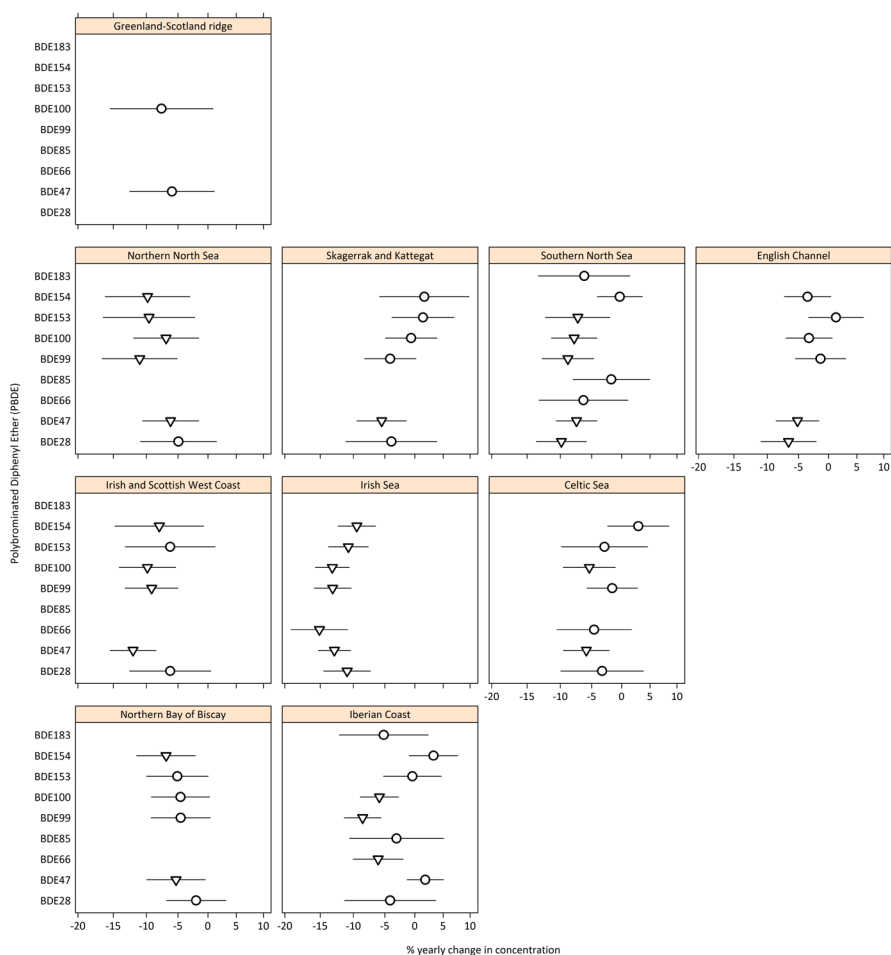 Greenland-Scotland ridge
BDE183
BDE154
BDE153
BDE100
BDE99
BDE85
BDE66
BDE47
BDE28
Northern North Sea Skagerrak and Kattegat Southern North Sea English Channel
BDE183
BDE154
BDE153
BDE100
BDE99
BDE85
BDE66
BDE47
BDE28
-20 -15 -10 -5 0 5 10
Polybrominated Diphenyl Ether (PBDE)
Irish and Scottish West Coast Irish Sea Celtic Sea
BDE183
BDE154
BDE153
BDE100
BDE99
BDE85
BDE66
BDE47
BDE28
-20 -15 -10 -5 0 5 10
Northern Bay of Biscay Iberian Coast
BDE183
BDE154
BDE153
BDE100
BDE99
BDE85
BDE66
BDE47
BDE28
-20 -15 -10 -5 0 5 10 -20 -15 -10 -5 0 5 10
% yearly change in concentration